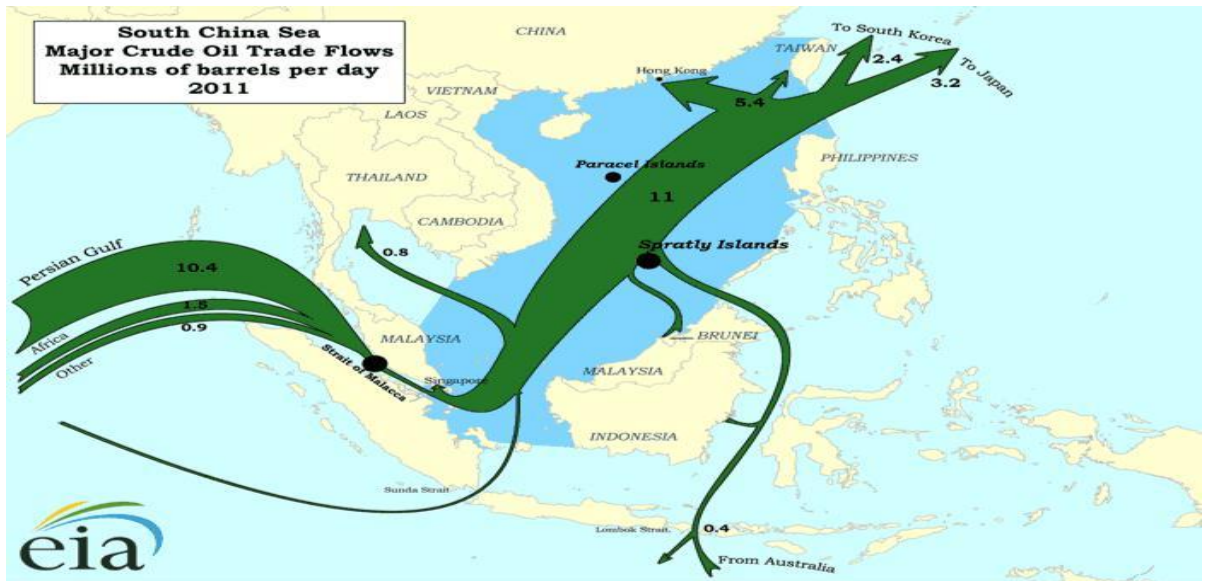 South China Sea
Major Crude Oil Trade Flows
Millions of barrels per day
2011
CHINA
TAIWAN
To South Korea
2.4
To Japan
3.2
Hong Kong
5.4
VIETNAM
LAOS
Paracel Islands
PHILIPPINES
THAILAND
11
CAMBODIA
Spratly Islands
0.8
Persian Gulf
10.4
1.5
Africa
0.9
Other
MALAYSIA
BRUNEI
Strait of Malacca
Singapore
MALAYSIA
INDONESIA
Sunda Strait
Lombok Strait.
0.4
From Australia
eia